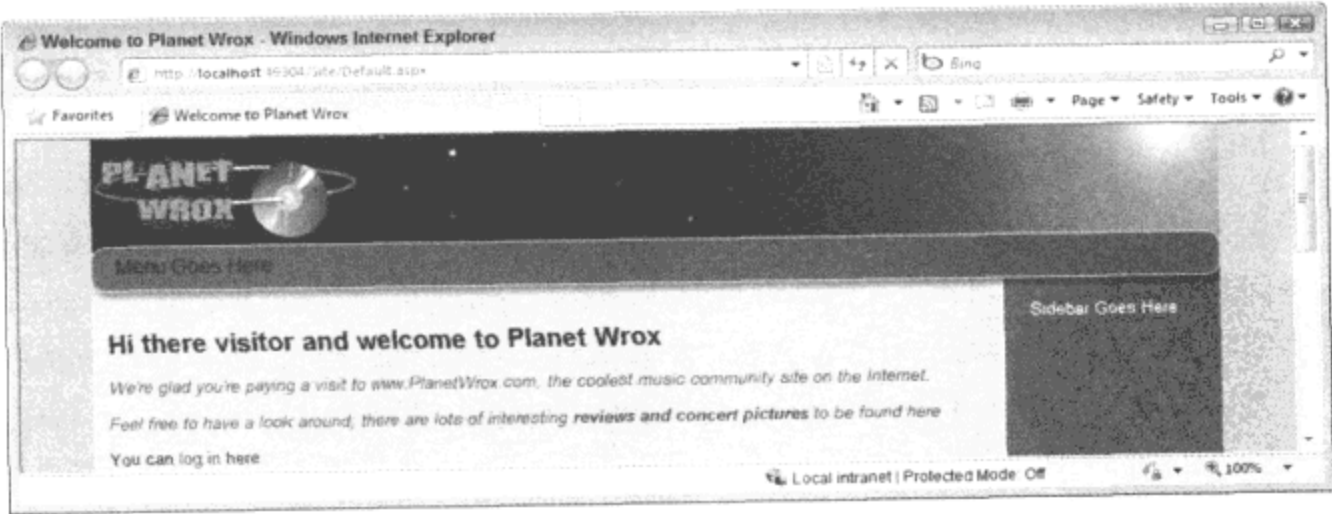 Welcome to Planet Wrox - Windows Internet Explorer
http://localhost:49304/Site/Default.aspx
Bing
Favorites
Welcome to Planet Wrox
Page Safety Tools
PLANET
WROX
Menu Goes Here
Sidebar Goes Here
Hi there visitor and welcome to Planet Wrox
We're glad you're paying a visit to www.PlanetWrox.com, the coolest music community site on the Internet.
Feel free to have a look around, there are lots of interesting reviews and concert pictures to be found here
You can log in here
Local intranet | Protected Mode: Off
100%